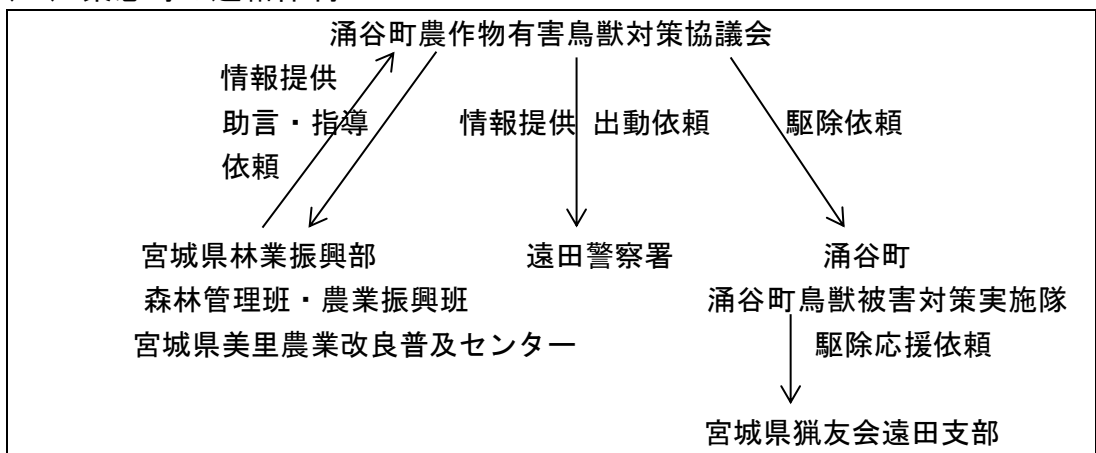 涌谷町農作物有害鳥獣対策協議会
情報提供
助言・指導
依頼
情報提供 出動依頼
駆除依頼
宮城県林業振興部
森林管理班・農業振興班
宮城県美里農業改良普及センター
遠田警察署
涌谷町
涌谷町鳥獣被害対策実施隊
駆除応援依頼
宮城県猟友会遠田支部